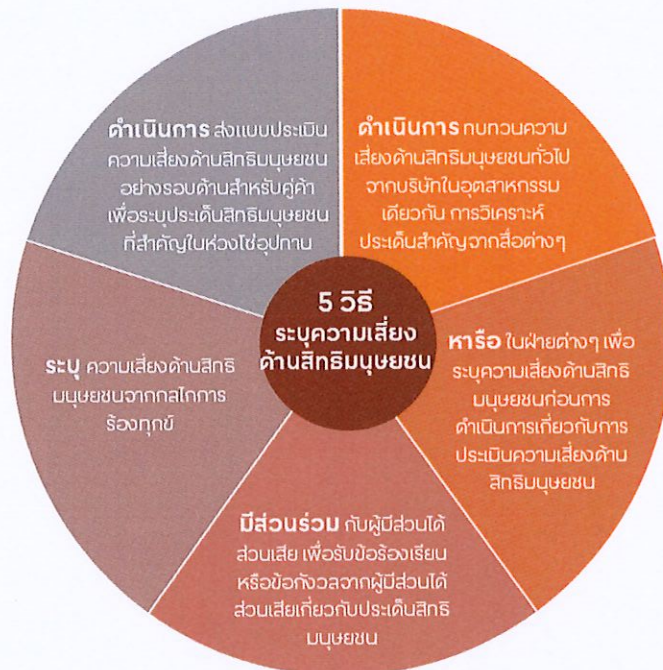 5 วิธี
ระบุความเสี่ยง
ด้านสิทธิมนุษยชน
ดำเนินการ ทบทวนความ
เสี่ยงด้านสิทธิมนุษยชนทั่วไป
จากบริษัทในอุตสาหกรรม
เดียวกัน การวิเคราะห์
ประเด็นสำคัญจากสื่อต่างๆ
หารือ ในฝ่ายต่างๆ เพื่อ
ระบุความเสี่ยงด้านสิทธิ
มนุษยชนก่อนการ
ดำเนินการเกี่ยวกับการ
ประเมินความเสี่ยงด้าน
สิทธิมนุษยชน
มีส่วนร่วม กับผู้มีส่วนได้
ส่วนเสีย เพื่อรับข้อร้องเรียน
หรือข้อกังวลจากผู้มีส่วนได้
ส่วนเสียเกี่ยวกับประเด็นสิทธิ
มนุษยชน
ระบุ ความเสี่ยงด้านสิทธิ
มนุษยชนจากกลไกการ
ร้องทุกข์
ดำเนินการ ส่งแบบประเมิน
ความเสี่ยงด้านสิทธิมนุษยชน
อย่างรอบด้านสำหรับคู่ค้า
เพื่อระบุประเด็นสิทธิมนุษยชน
ที่สำคัญในห่วงโซ่อุปทาน